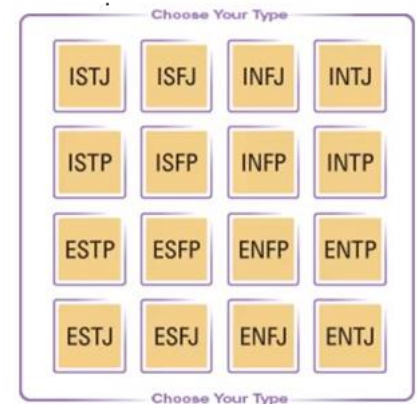 Choose Your Type
ISTJ ISFJ INFJ INTJ
ISTP ISFP INFP INTP
ESTP ESFP ENFP ENTP
ESTJ ESFJ ENFJ ENTJ
Choose Your Type